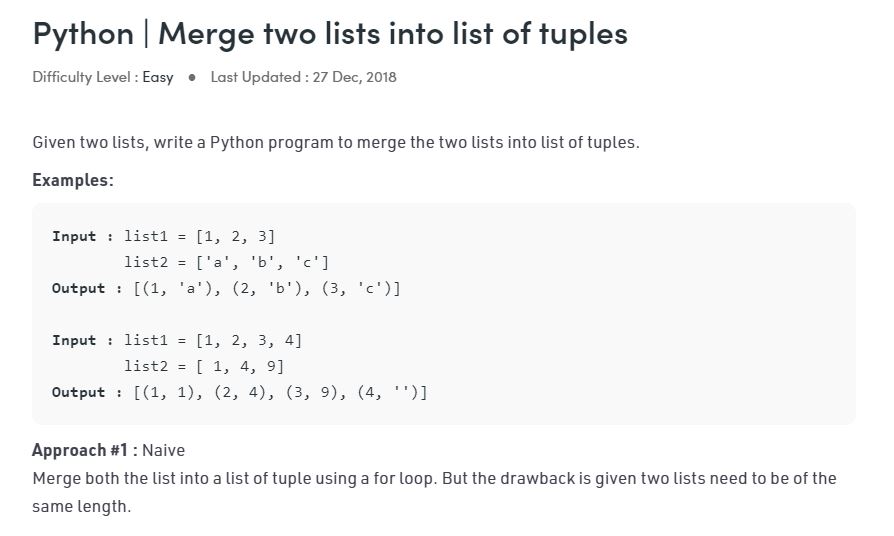 Python | Merge two lists into list of tuples
Difficulty Level : Easy ● Last Updated : 27 Dec, 2018
Given two lists, write a Python program to merge the two lists into list of tuples.
Examples:
Input : list1 = [1, 2, 3]
list2 = ['a', 'b', 'c']
Output : [(1, 'a'), (2, 'b'), (3, 'c')]
Input : list1 = [1, 2, 3, 4]
list2 = [ 1, 4, 9]
Output : [(1, 1), (2, 4), (3, 9), (4, '')]
Approach #1 : Naive
Merge both the list into a list of tuple using a for loop. But the drawback is given two lists need to be of the
same length.